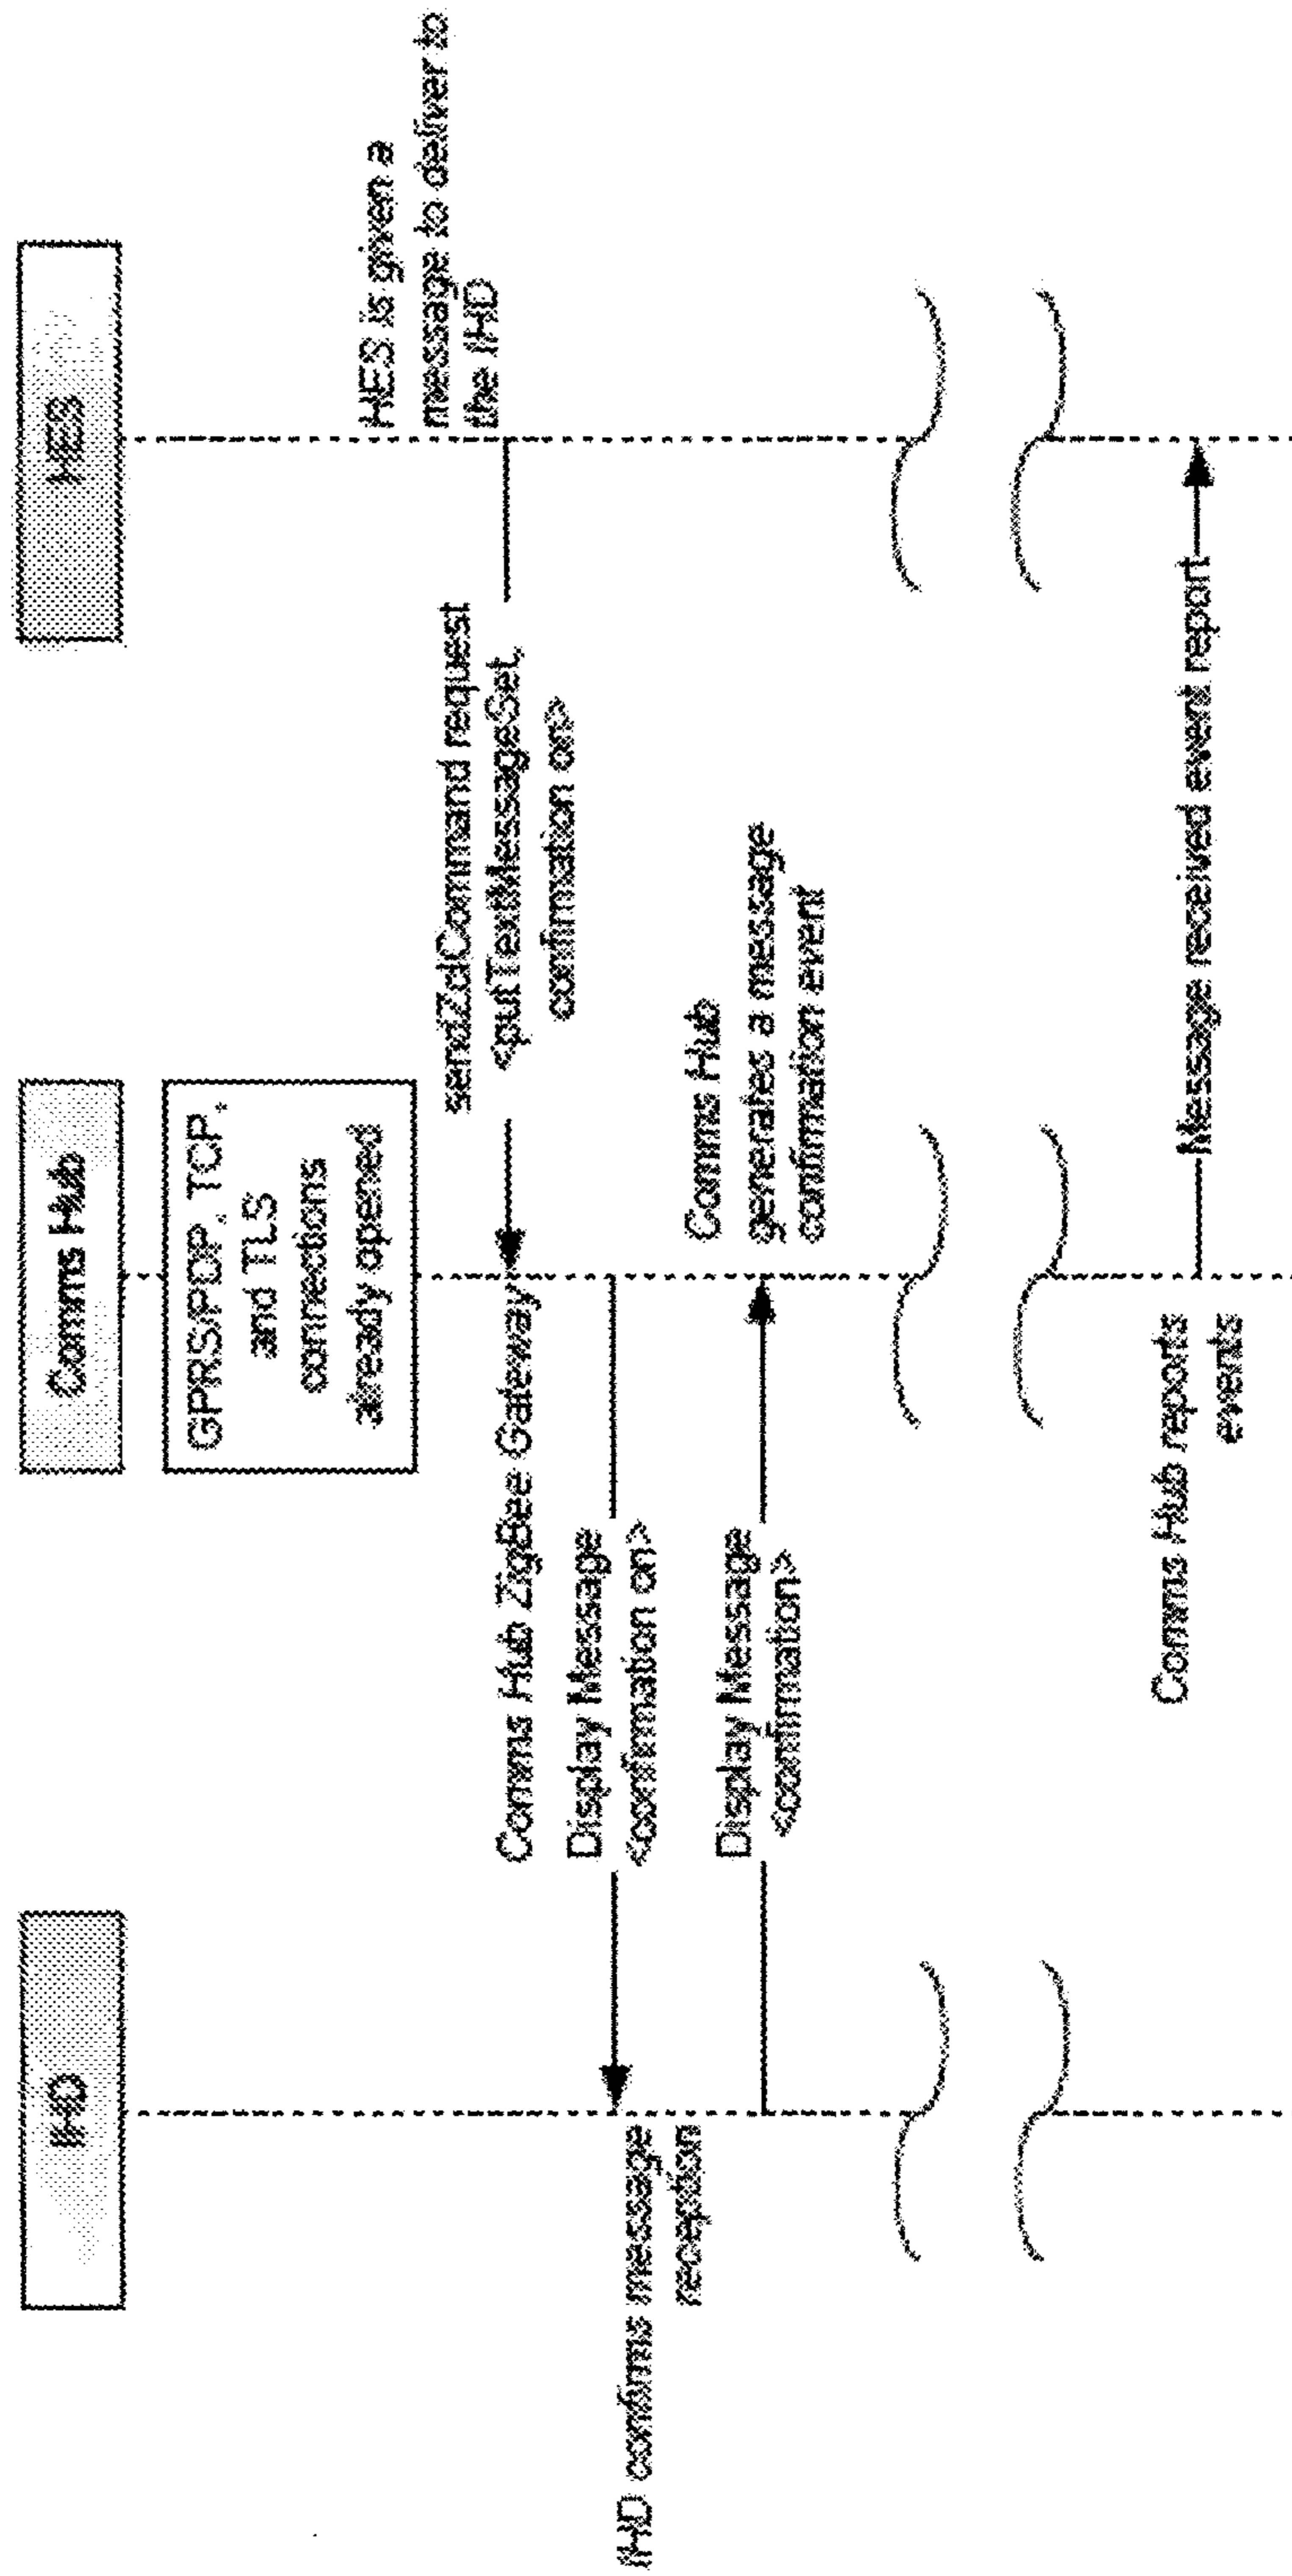 IHD
Comms Hub
HES
GPRS/PDP, TCP,
and TLS
connections
already opened
HES is given a
message to deliver to
the IHD
sendZclCommand request
<putTextMessageSet,
confirmation on>
Comms Hub ZigBee Gateway
Display Message
<confirmation on>
IHD confirms message
reception
Display Message
<confirmation>
Comms Hub
generates a message
confirmation event
Comms Hub reports
events
Message received event report